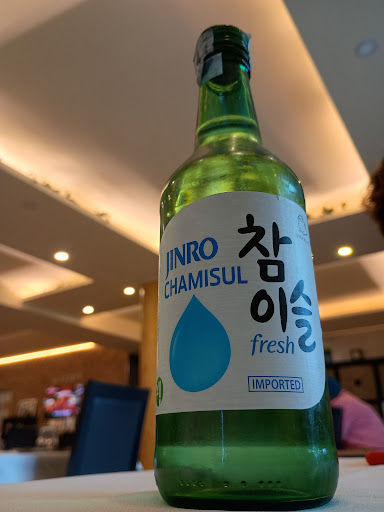 JINRO
CHAMISUL
참
이슬
fresh
IMPORTED